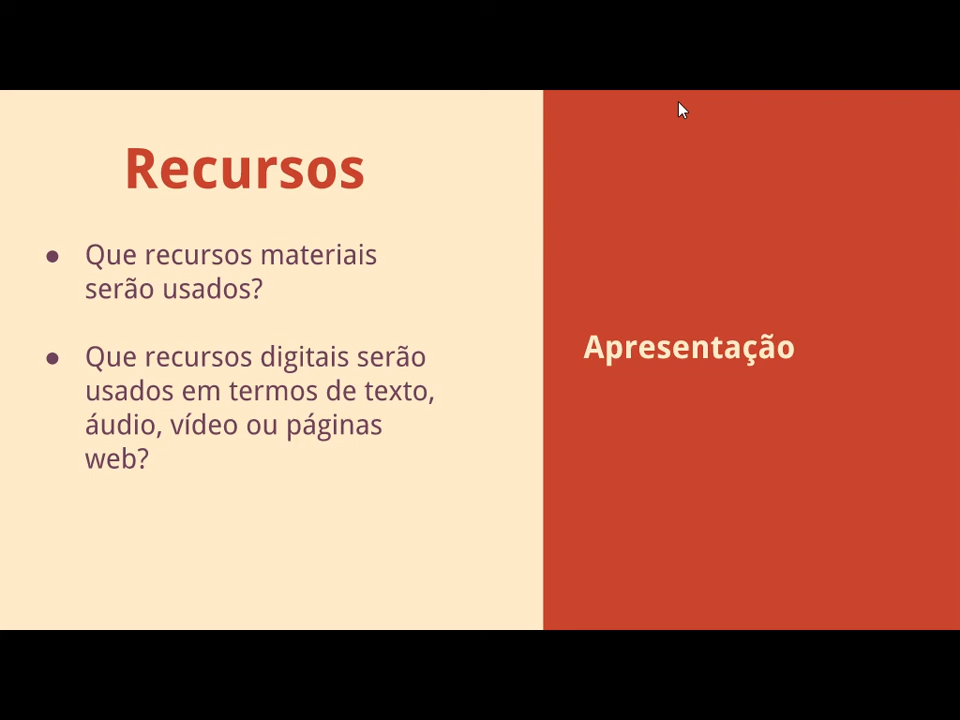 Recursos
● Que recursos materiais
serão usados?
● Que recursos digitais serão
usados em termos de texto,
áudio, vídeo ou páginas
web?
Apresentação